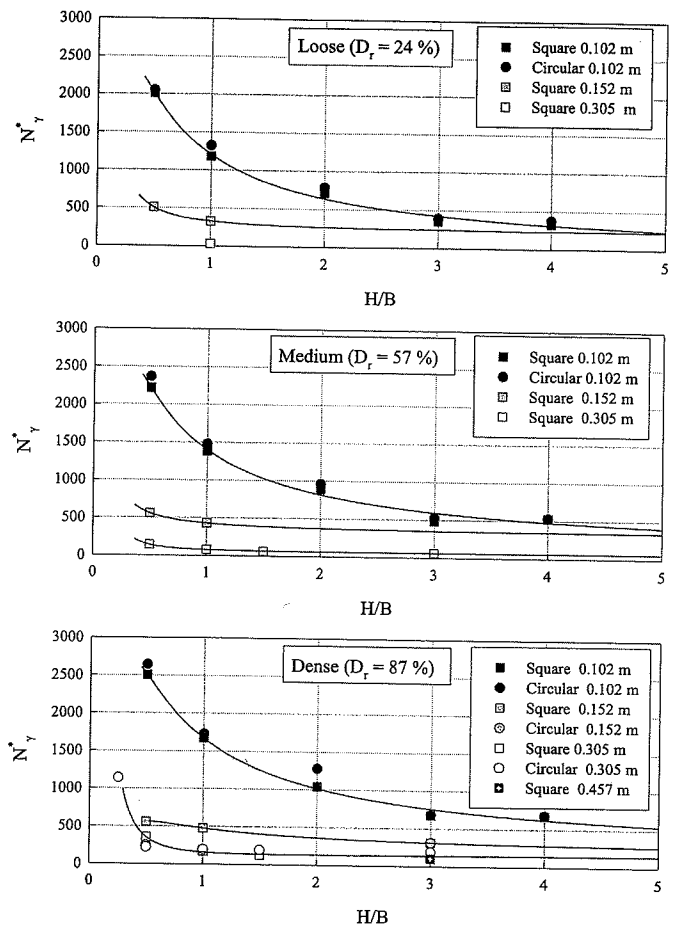 3000
2500
2000
1500
1000
500
0
N*γ
Loose (Dr = 24 %)
Square 0.102 m
Circular 0.102 m
Square 0.152 m
Square 0.305 m
0 1 2 3 4 5
H/B
3000
2500
2000
1500
1000
500
0
N*γ
Medium (Dr = 57 %)
Square 0.102 m
Circular 0.102 m
Square 0.152 m
Square 0.305 m
0 1 2 3 4 5
H/B
3000
2500
2000
1500
1000
500
0
N*γ
Dense (Dr = 87 %)
Square 0.102 m
Circular 0.102 m
Square 0.152 m
Circular 0.152 m
Square 0.305 m
Circular 0.305 m
Square 0.457 m
0 1 2 3 4 5
H/B